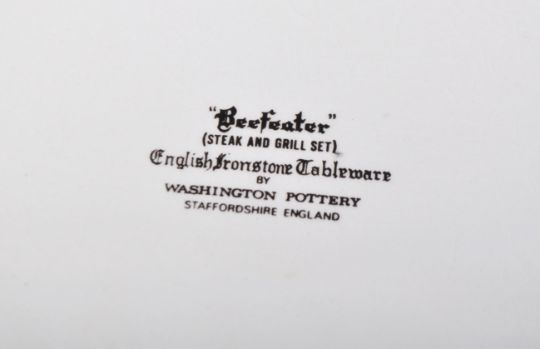 "Beefeater"
(STEAK AND GRILL SET)
English Ironstone Tableware
BY
WASHINGTON POTTERY
STAFFORDSHIRE ENGLAND